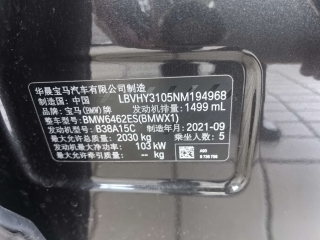 华晨宝马汽车有限公司制造
制造国：中国 LBVHY3105NM194968
品牌：宝马(BMW)牌 发动机排量：1499 mL
整车型号：BMW6462ES(BMWX1)
发动机型号：B38A15C 制造年月：2021-09
最大允许总质量：2030 kg 乘坐人数：5
发动机最大净功率：103 kW
最大允许牵引质量：-- kg